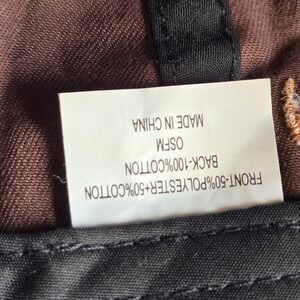 FRONT-50%POLYESTER+50%COTTON
BACK-100%COTTON
OSFM
MADE IN CHINA